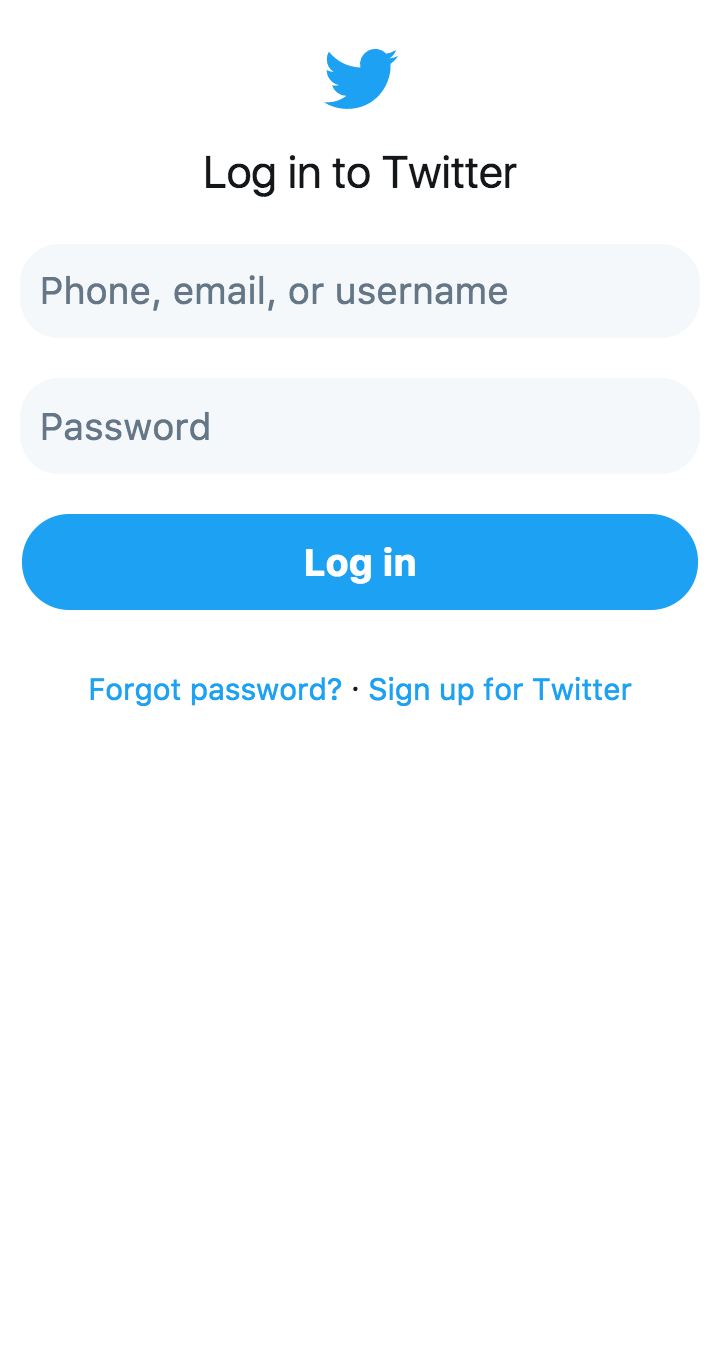 Log in to Twitter
Phone, email, or username
Password
Log in
Forgot password? · Sign up for Twitter